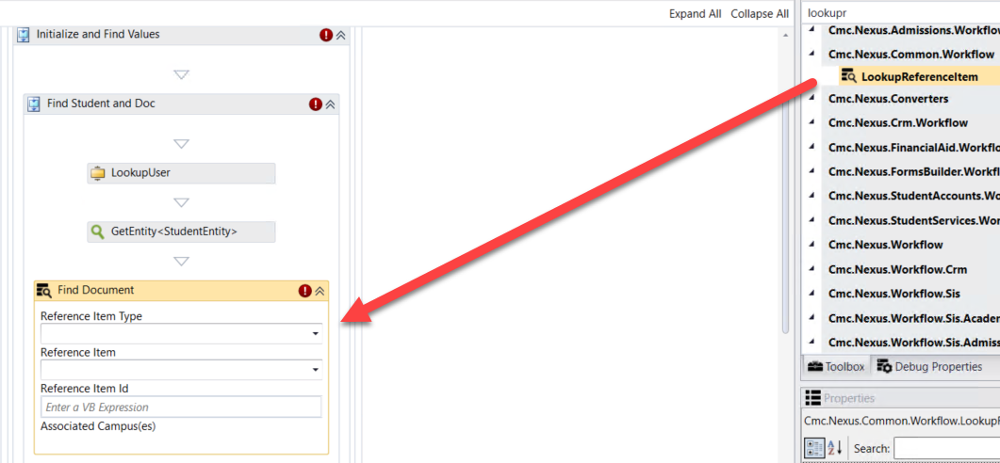 Expand All Collapse All
Initialize and Find Values
Find Student and Doc
LookupUser
GetEntity<StudentEntity>
Find Document
Reference Item Type
Reference Item
Reference Item Id
Enter a VB Expression
Associated Campus(es)
lookupr
Cmc.Nexus.Admissions.Workflow
Cmc.Nexus.Common.Workflow
LookupReferenceItem
Cmc.Nexus.Converters
Cmc.Nexus.Crm.Workflow
Cmc.Nexus.FinancialAid.Workflo
Cmc.Nexus.FormsBuilder.Workfl
Cmc.Nexus.StudentAccounts.Wo
Cmc.Nexus.StudentServices.Wor
Cmc.Nexus.Workflow
Cmc.Nexus.Workflow.Crm
Cmc.Nexus.Workflow.Sis
Cmc.Nexus.Workflow.Sis.Acader
Cmc.Nexus.Workflow.Sis.Admiss
Toolbox Debug Properties
Properties
Cmc.Nexus.Common.Workflow.LookupR
Search: